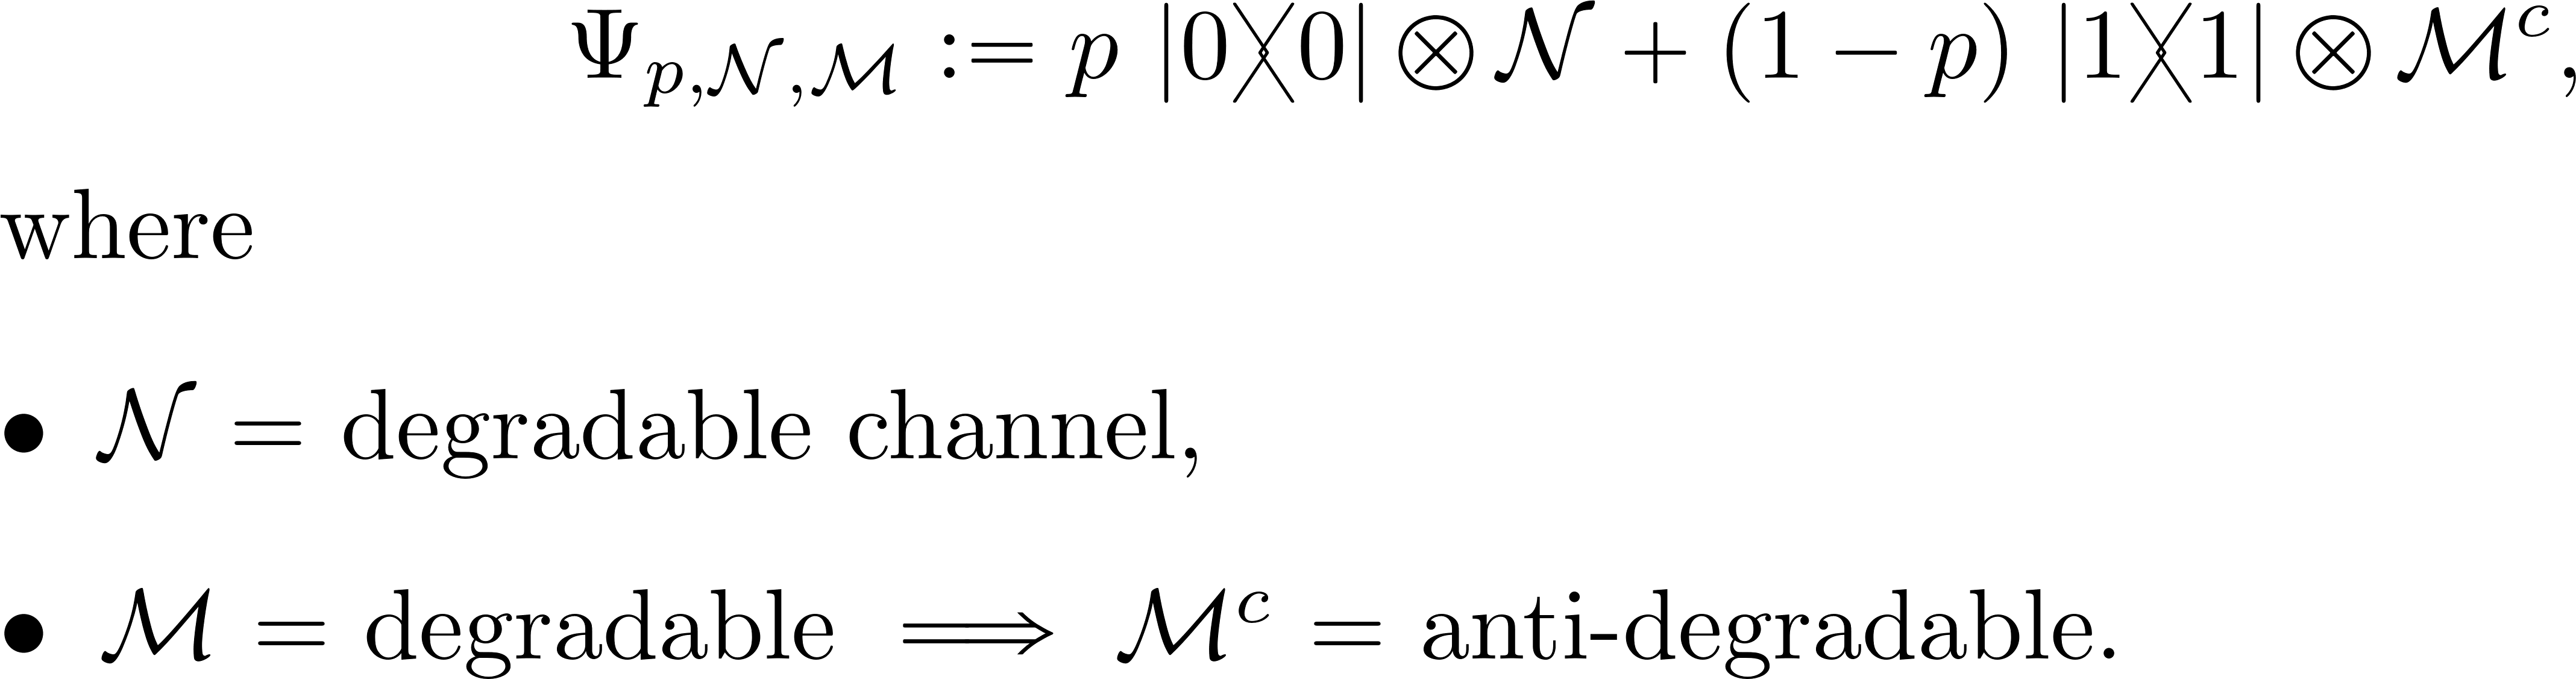 Ψ_{p,𝒩,ℳ} := p |0⟩⟨0| ⊗ 𝒩 + (1 − p) |1⟩⟨1| ⊗ ℳ^c,
where
• 𝒩 = degradable channel,
• ℳ = degradable ⟹ ℳ^c = anti-degradable.